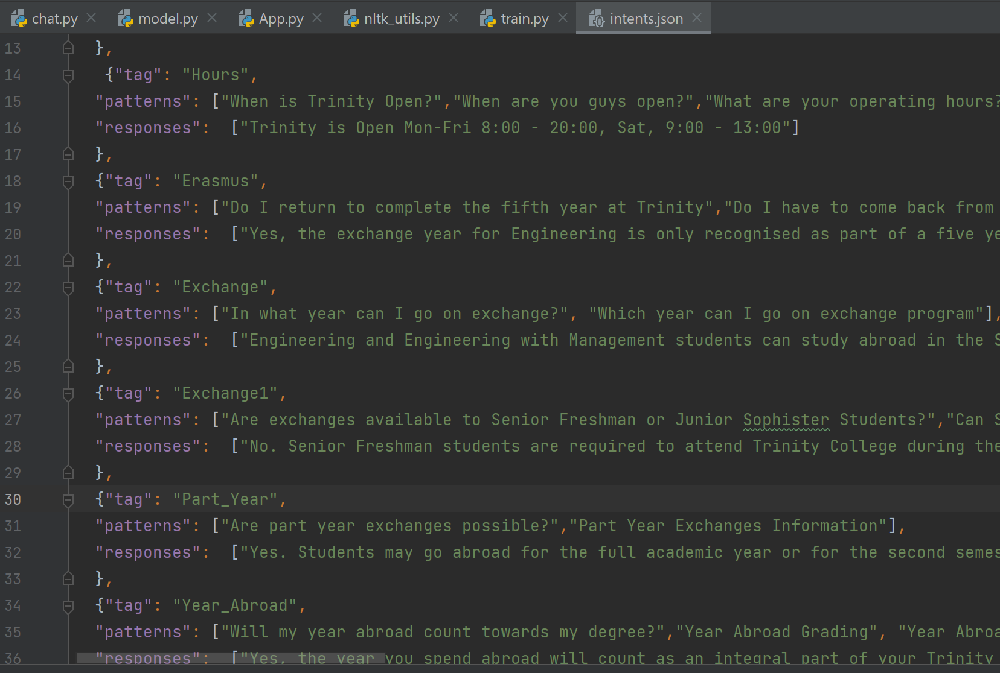 chat.py model.py App.py nltk_utils.py train.py intents.json
13 },
14 {"tag": "Hours",
15 "patterns": ["When is Trinity Open?","When are you guys open?","What are your operating hours?
16 "responses":  ["Trinity is Open Mon-Fri 8:00 - 20:00, Sat, 9:00 - 13:00"]
17 },
18 {"tag": "Erasmus",
19 "patterns": ["Do I return to complete the fifth year at Trinity","Do I have to come back from
20 "responses":  ["Yes, the exchange year for Engineering is only recognised as part of a five ye
21 },
22 {"tag": "Exchange",
23 "patterns": ["In what year can I go on exchange?", "Which year can I go on exchange program"],
24 "responses":  ["Engineering and Engineering with Management students can study abroad in the S
25 },
26 {"tag": "Exchange1",
27 "patterns": ["Are exchanges available to Senior Freshman or Junior Sophister Students?","Can S
28 "responses":  ["No. Senior Freshman students are required to attend Trinity College during the
29 },
30 {"tag": "Part_Year",
31 "patterns": ["Are part year exchanges possible?","Part Year Exchanges Information"],
32 "responses":  ["Yes. Students may go abroad for the full academic year or for the second semes
33 },
34 {"tag": "Year_Abroad",
35 "patterns": ["Will my year abroad count towards my degree?","Year Abroad Grading", "Year Abroa
36 "responses":  ["Yes, the year you spend abroad will count as an integral part of your Trinity